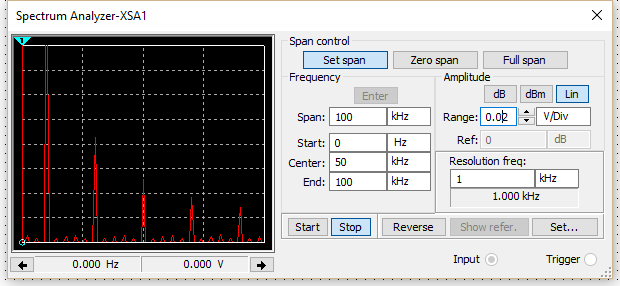 Spectrum Analyzer-XSA1
1
Span control
Set span Zero span Full span
Frequency
Enter
Span: 100 kHz
Start: 0 Hz
Center: 50 kHz
End: 100 kHz
Amplitude
dB dBm Lin
Range: 0.02 V/Div
Ref: 0 dB
Resolution freq:
1 kHz
1.000 kHz
Start Stop Reverse Show refer. Set...
0.000 Hz 0.000 V
Input Trigger